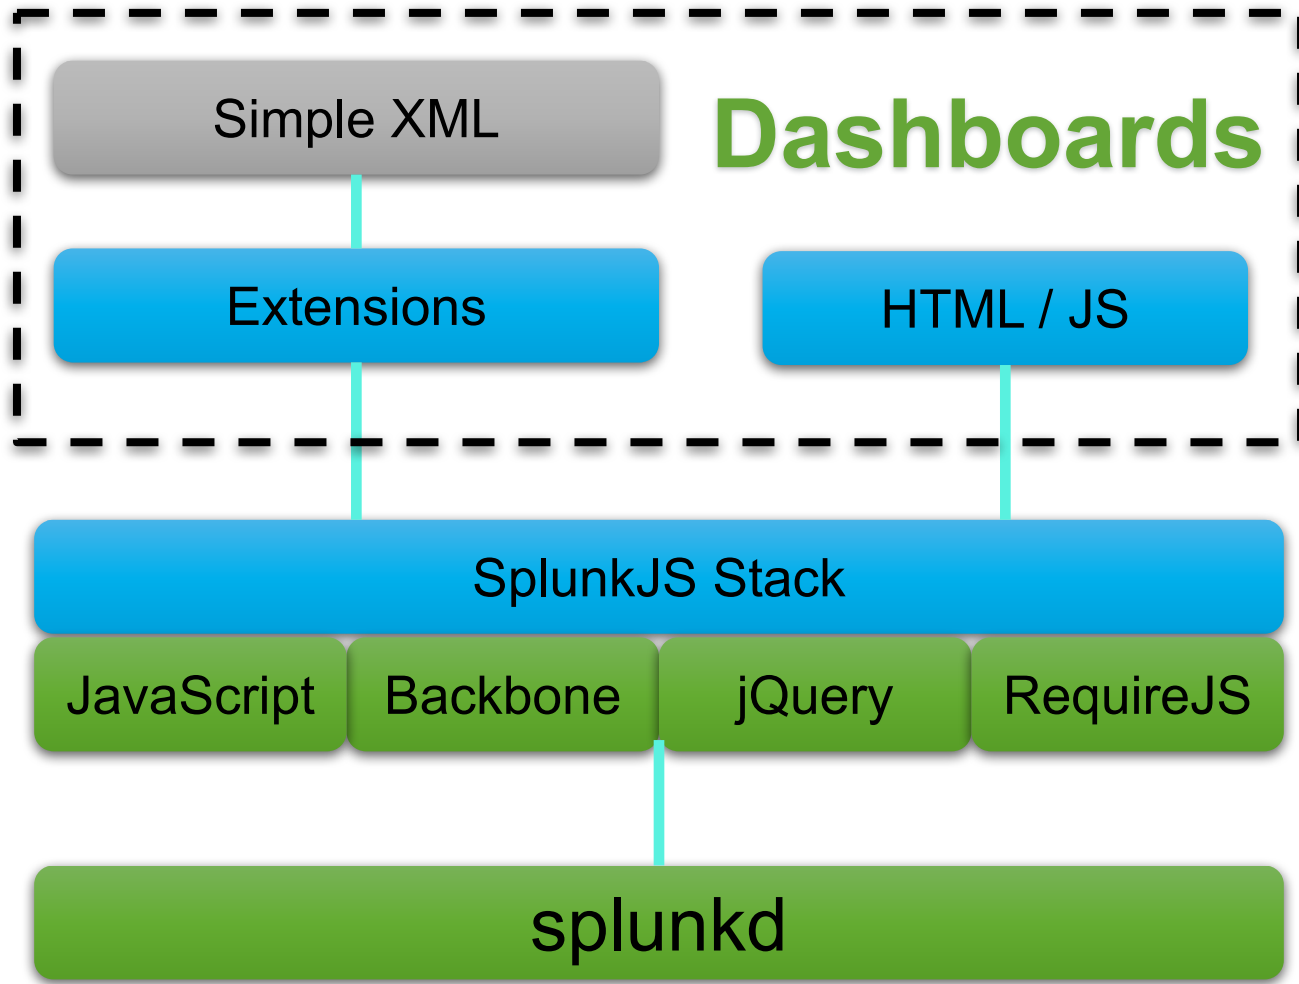 Simple XML
Dashboards
Extensions
HTML / JS
SplunkJS Stack
JavaScript
Backbone
jQuery
RequireJS
splunkd